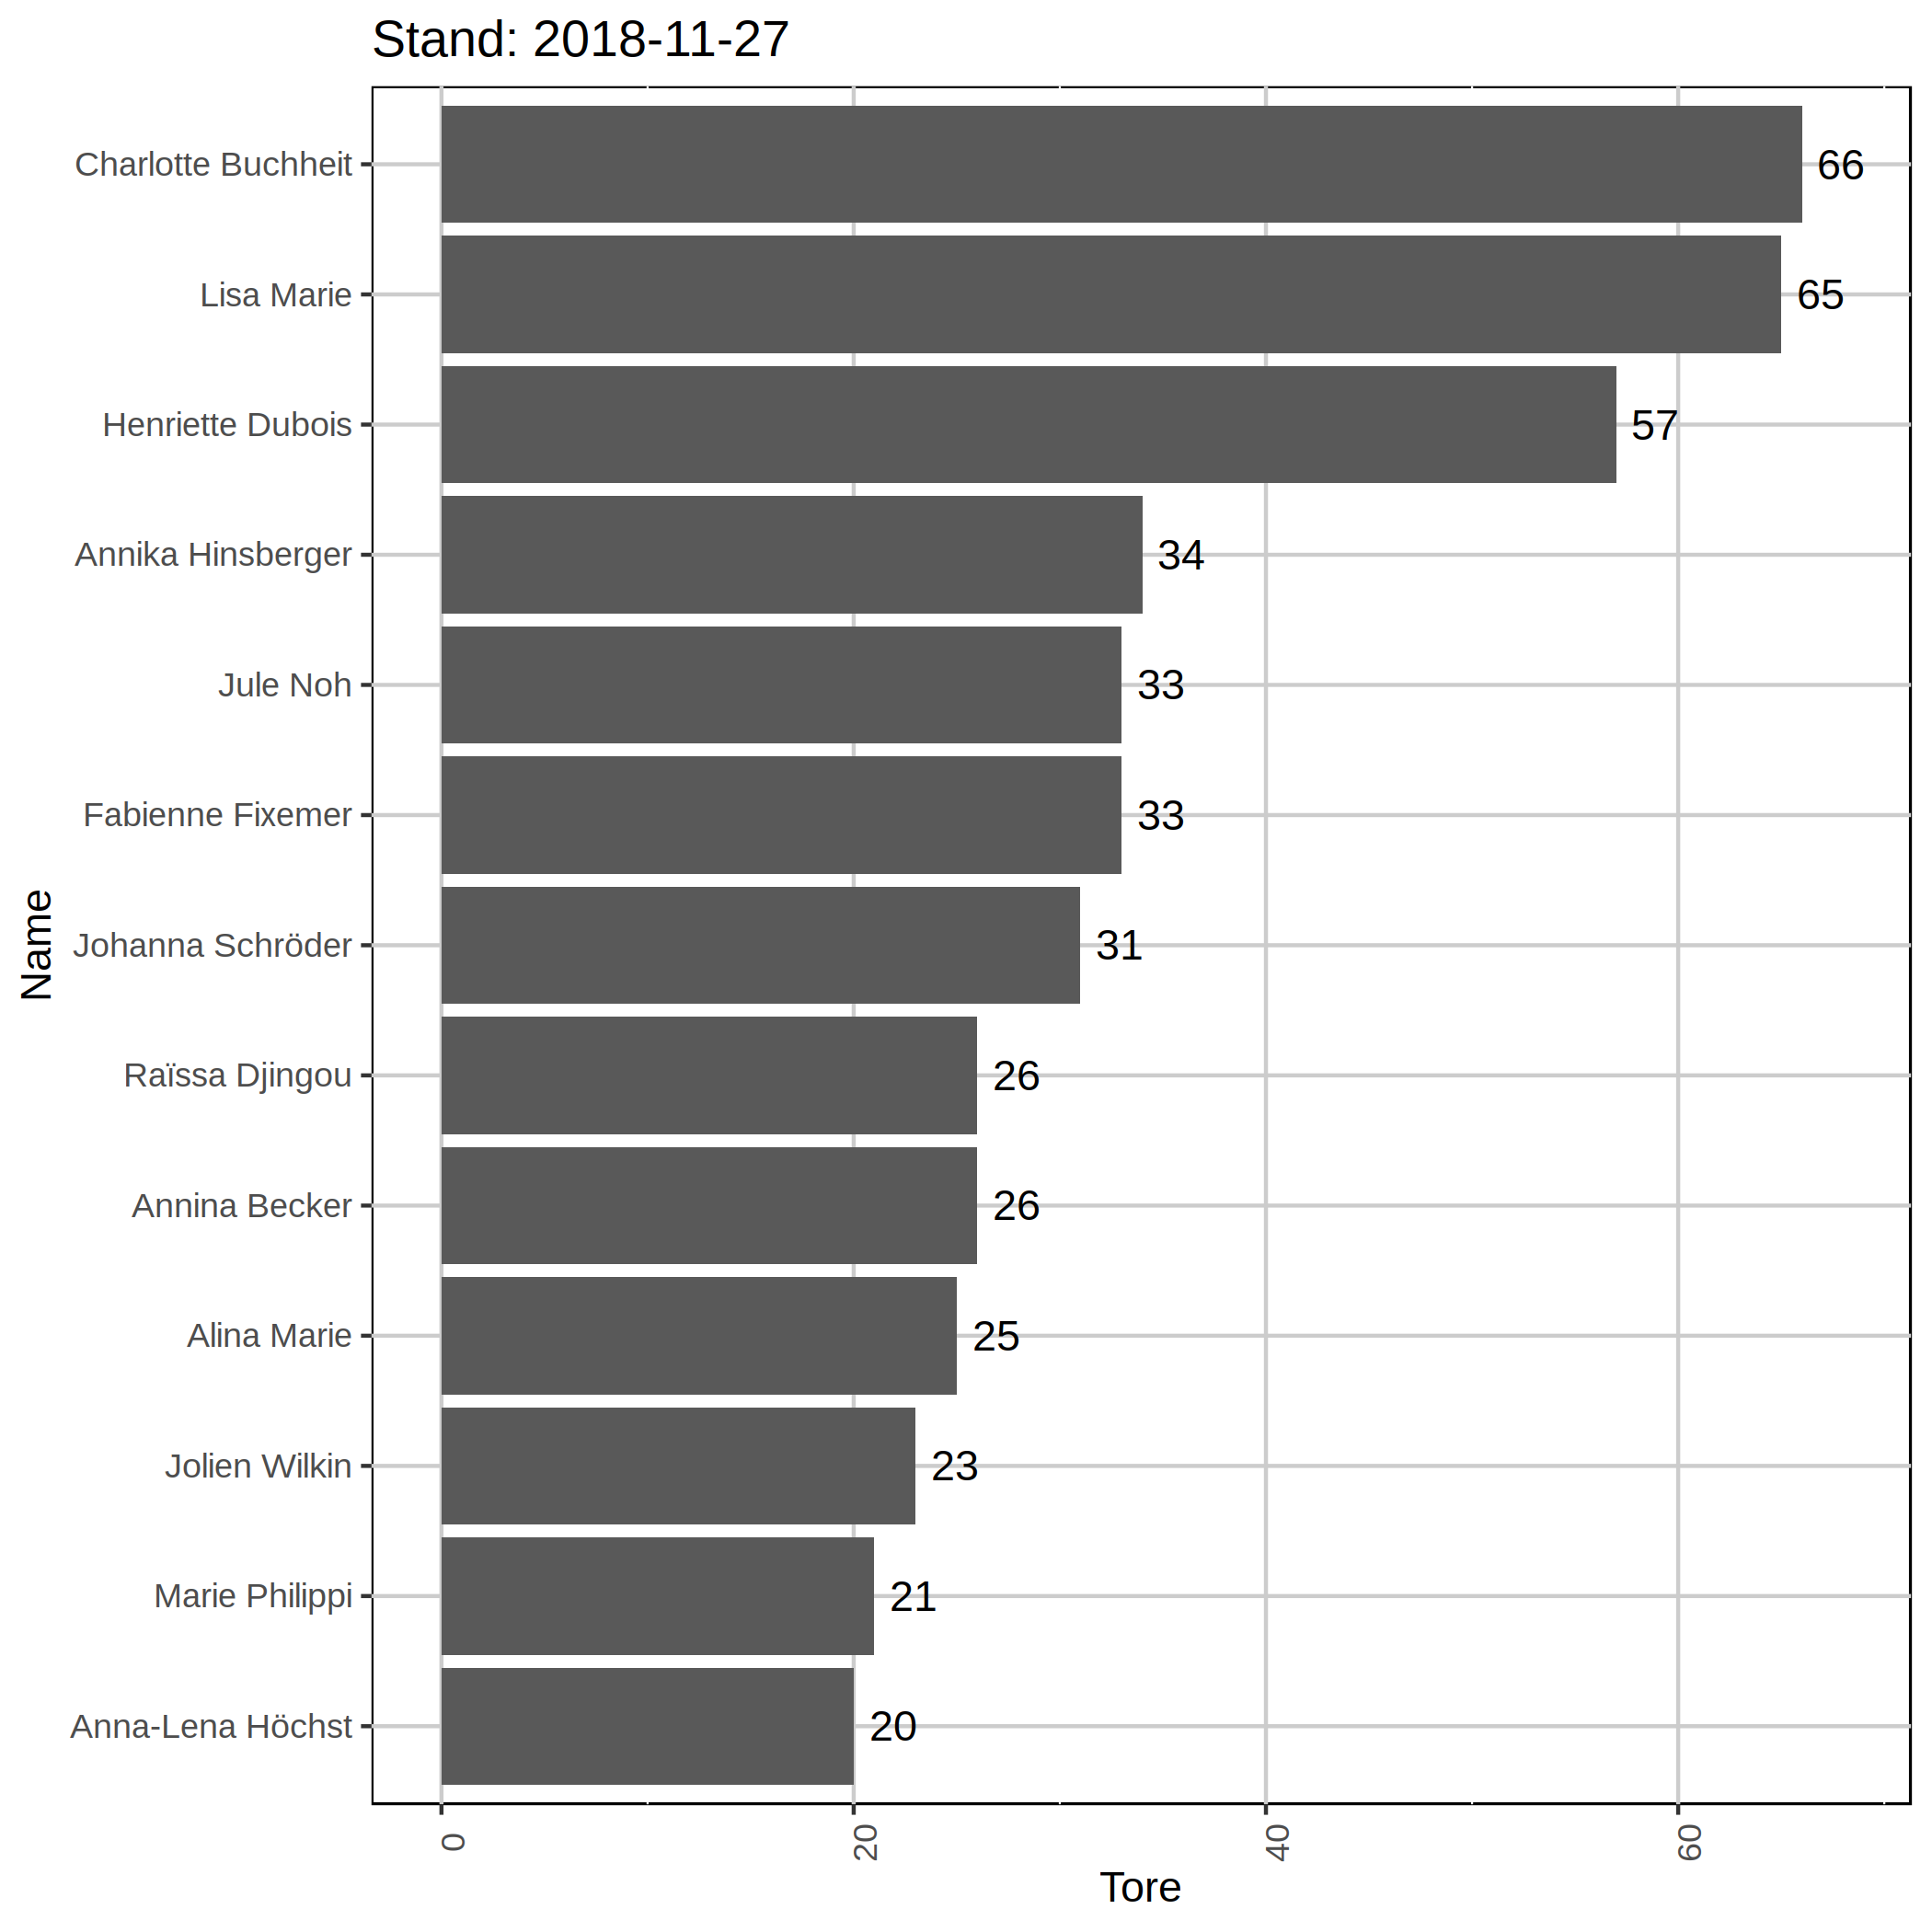 Stand: 2018-11-27
Charlotte Buchheit 66
Lisa Marie 65
Henriette Dubois 57
Annika Hinsberger 34
Jule Noh 33
Fabienne Fixemer 33
Johanna Schröder 31
Raïssa Djingou 26
Annina Becker 26
Alina Marie 25
Jolien Wilkin 23
Marie Philippi 21
Anna-Lena Höchst 20
Name
0 20 40 60
Tore